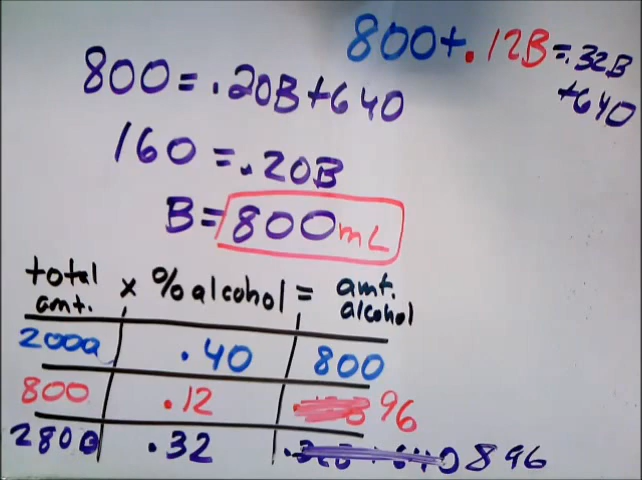 800+.12B=.32B
+640
800=.20B+640
160=.20B
B=800mL
total amt. x % alcohol = amt. alcohol
2000 .40 800
800 .12 96
2800 .32 896